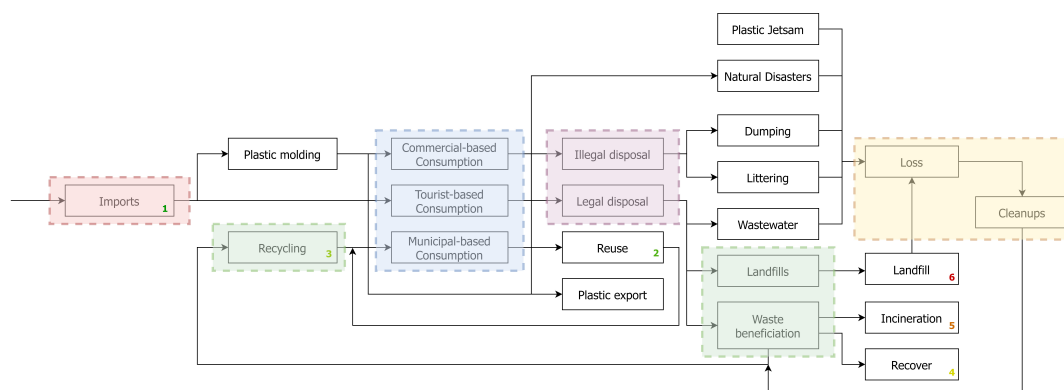 Plastic Jetsam
Natural Disasters
Dumping
Littering
Wastewater
Plastic molding
Commercial-based
Consumption
Illegal disposal
Loss
Imports
1
Tourist-based
Consumption
Legal disposal
Cleanups
Recycling
3
Municipal-based
Consumption
Reuse
2
Landfills
Landfill
6
Plastic export
Waste
beneficiation
Incineration
5
Recover
4